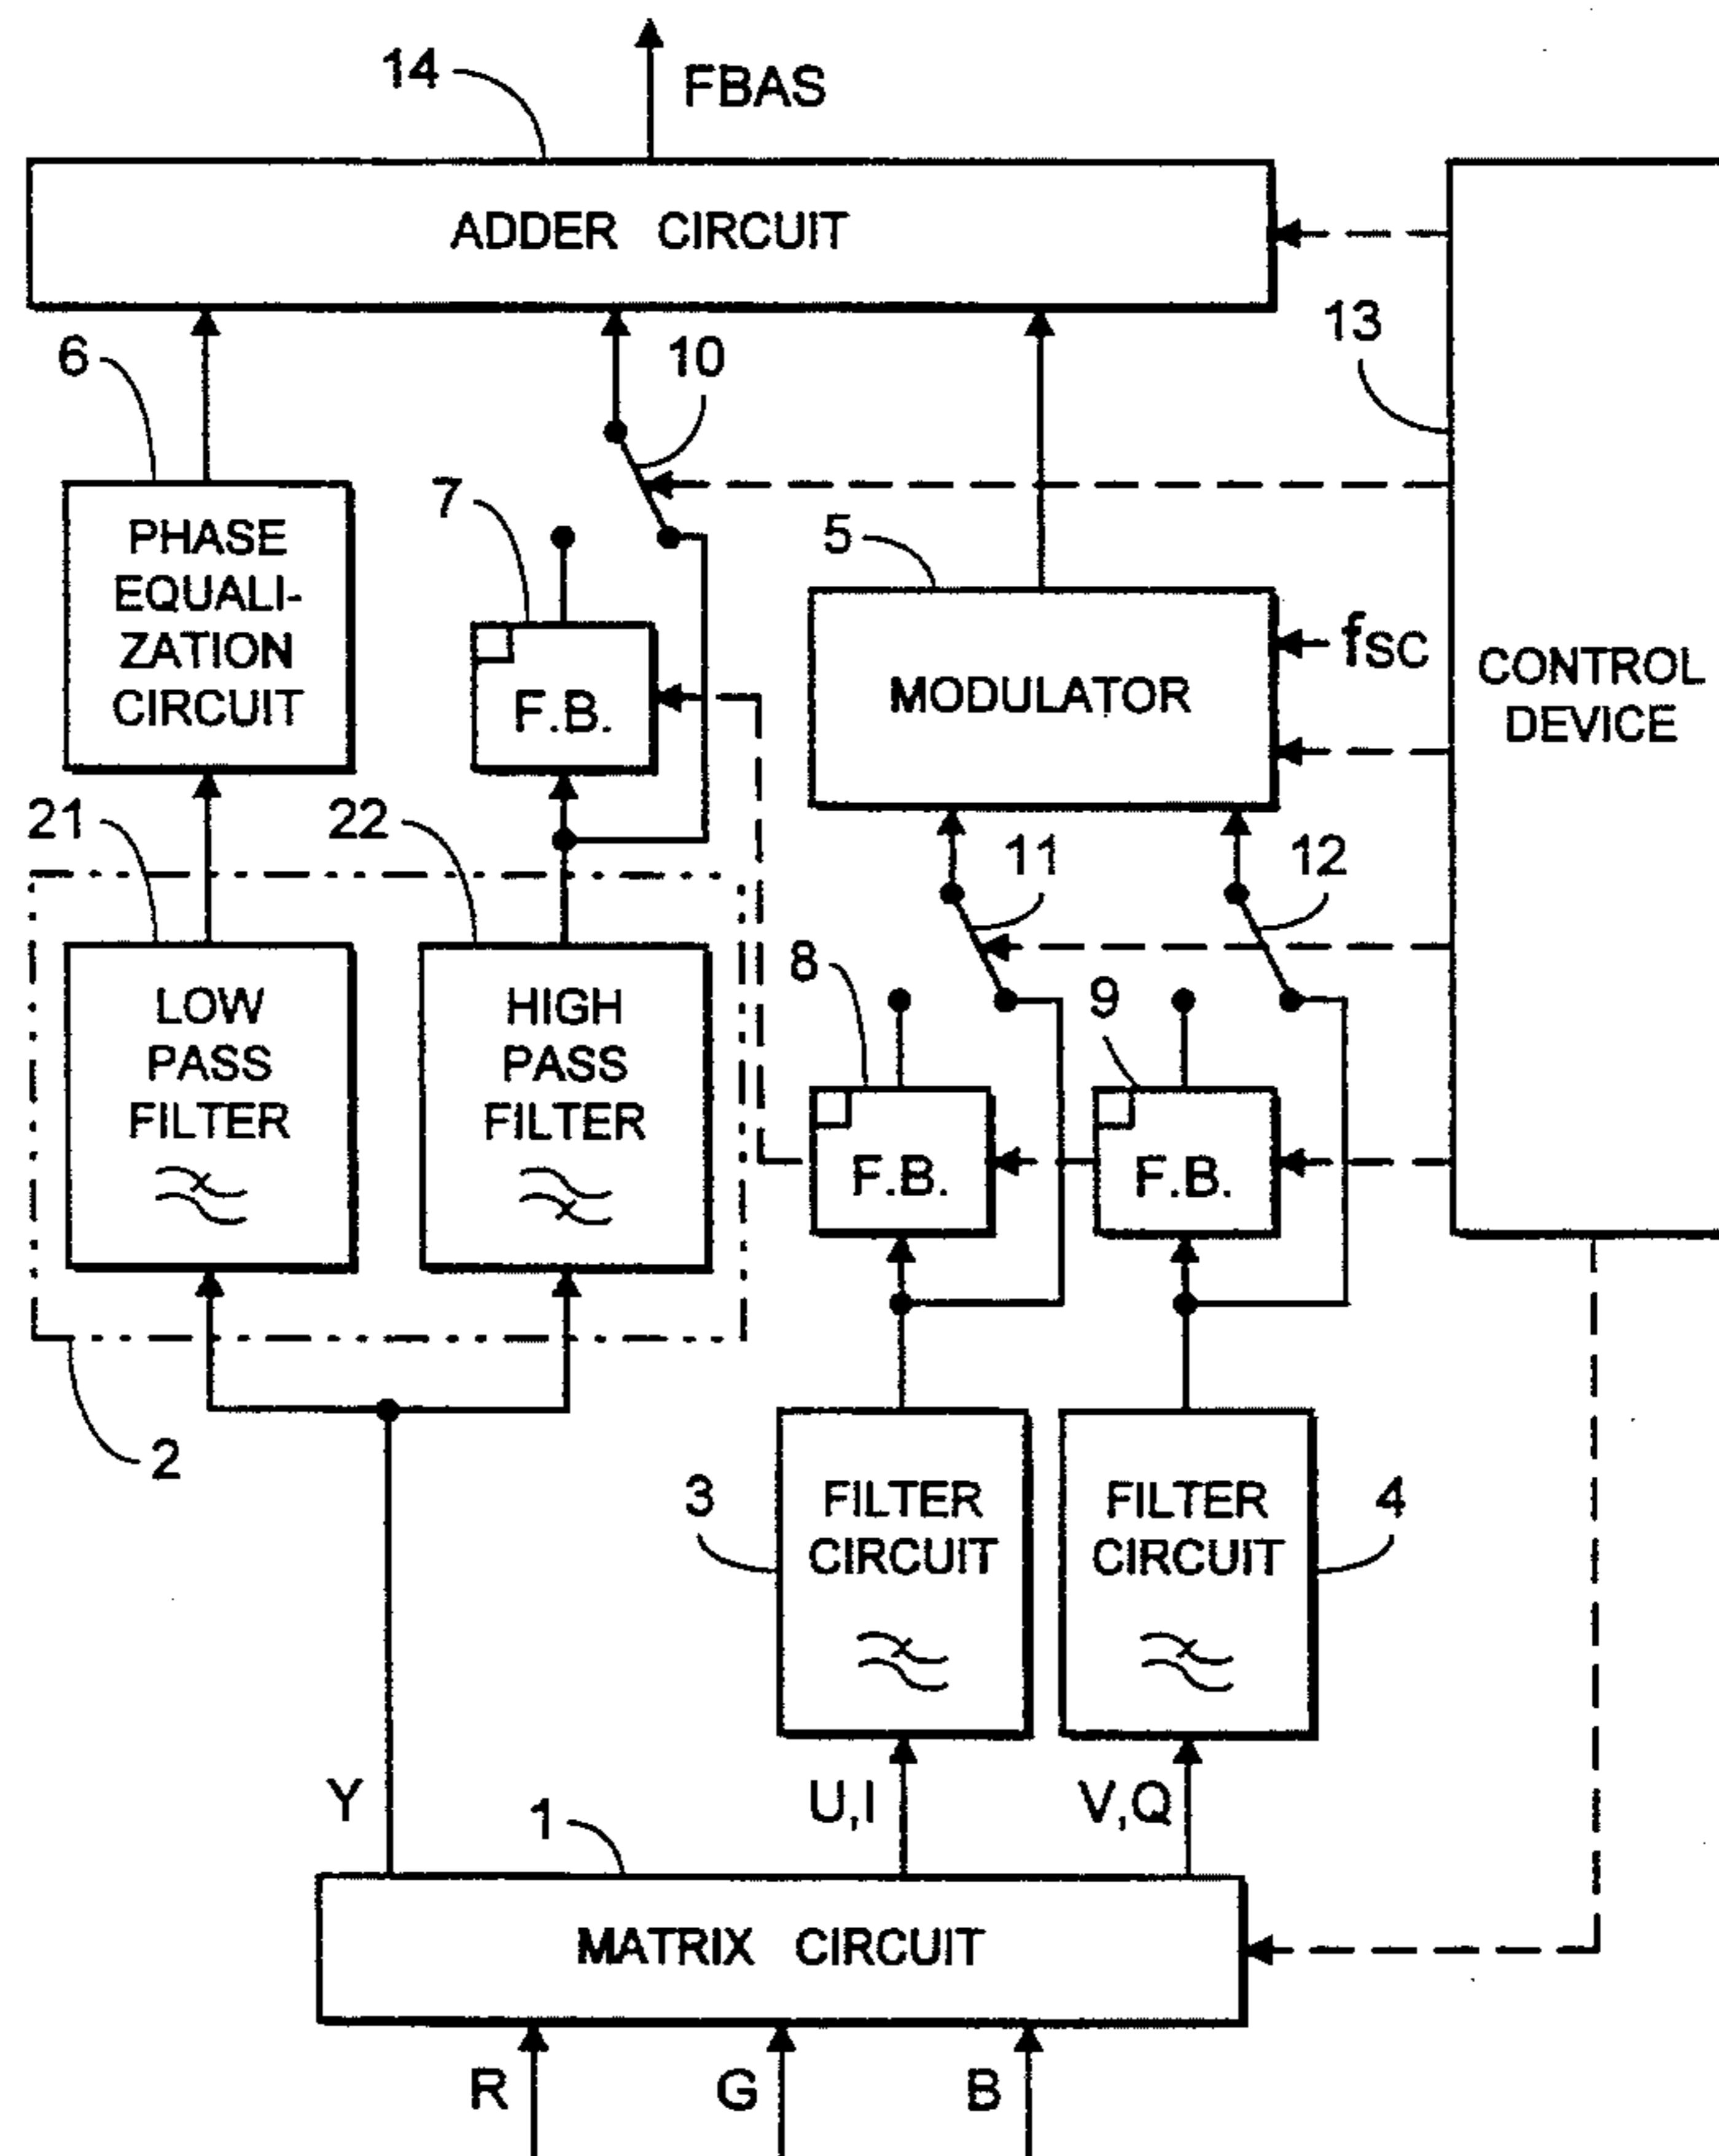 14
FBAS
ADDER CIRCUIT
13
6
10
7
5
PHASE
EQUALI-
ZATION
CIRCUIT
F.B.
MODULATOR
fSC
CONTROL
DEVICE
21
22
11
12
8
9
LOW
PASS
FILTER
HIGH
PASS
FILTER
F.B.
F.B.
2
3
FILTER
CIRCUIT
FILTER
CIRCUIT
4
Y
1
U,I
V,Q
MATRIX CIRCUIT
R
G
B